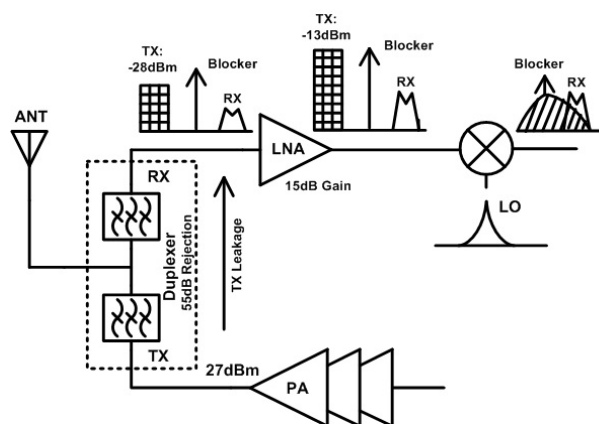 TX:
-28dBm
Blocker
RX
TX:
-13dBm
Blocker
RX
Blocker
RX
ANT
LNA
15dB Gain
LO
RX
Duplexer
55dB Rejection
TX
TX Leakage
27dBm
PA